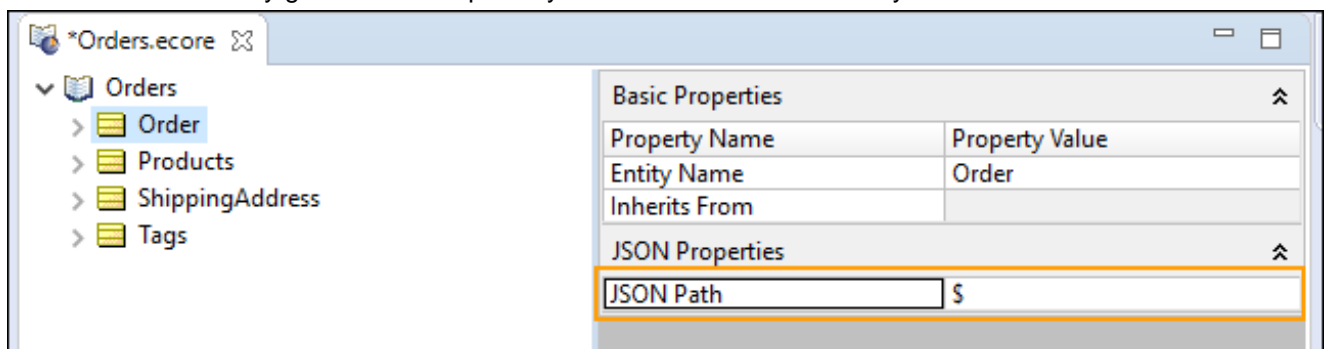 *Orders.ecore
Orders
Order
Products
ShippingAddress
Tags
Basic Properties
Property Name Property Value
Entity Name Order
Inherits From
JSON Properties
JSON Path $